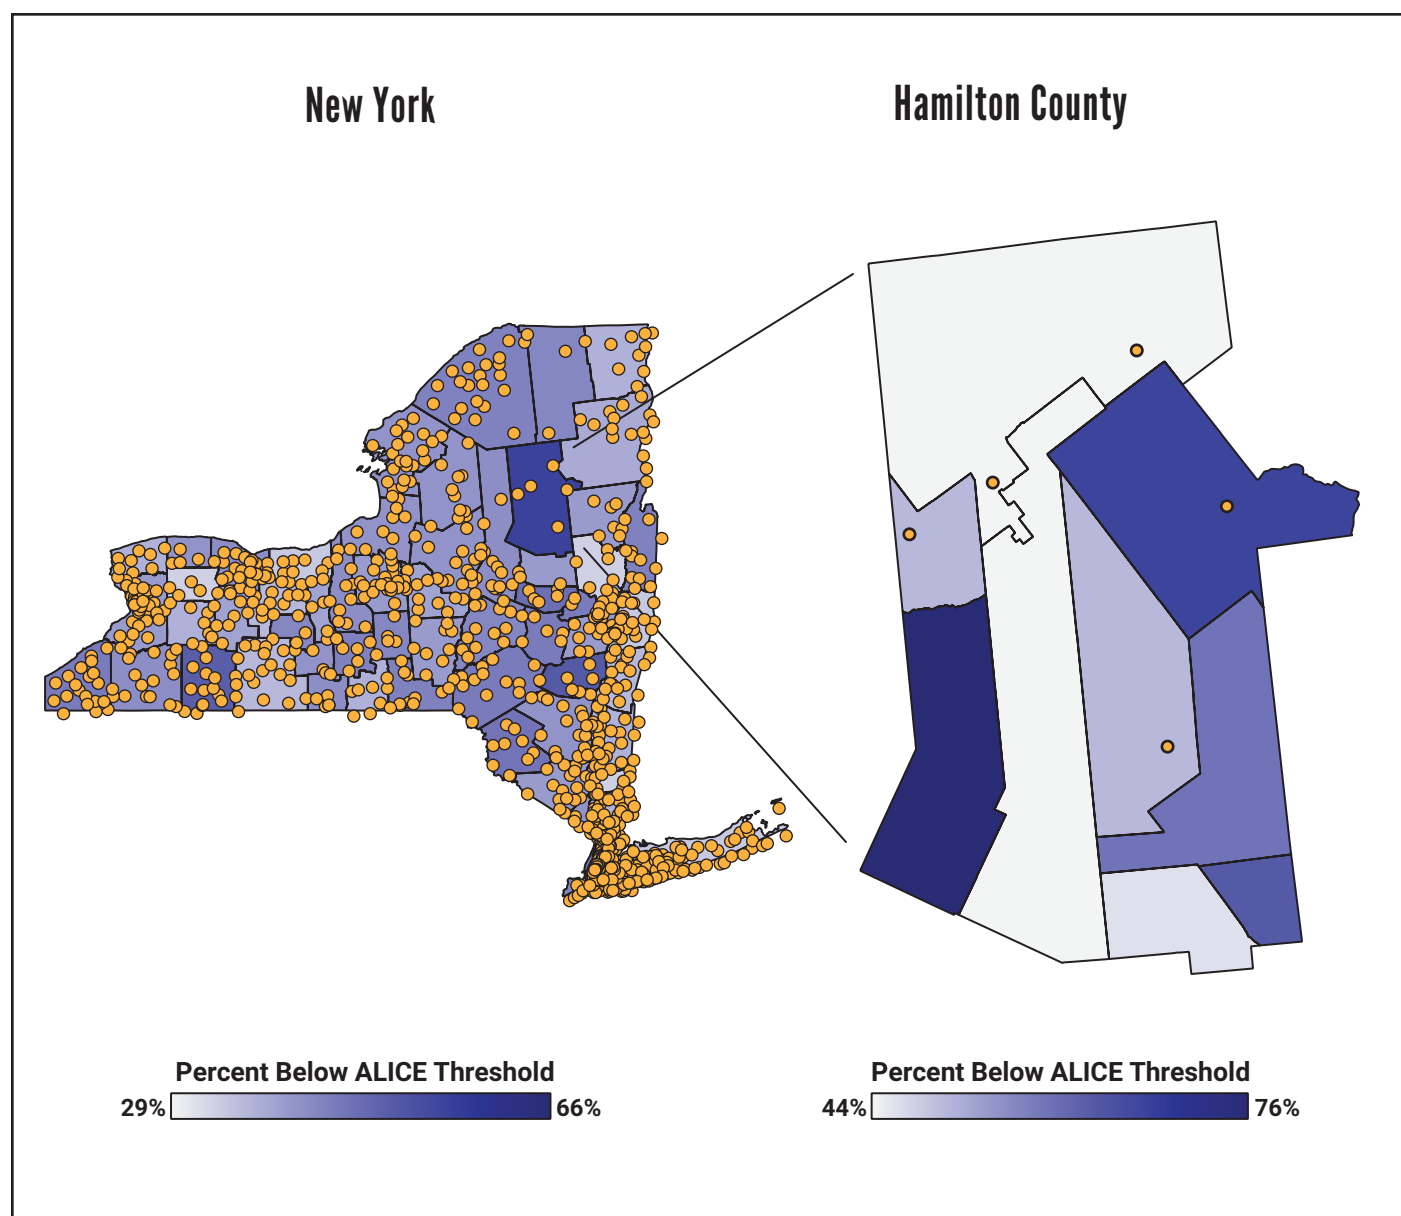 New York
Hamilton County
Percent Below ALICE Threshold
29%
66%
Percent Below ALICE Threshold
44%
76%